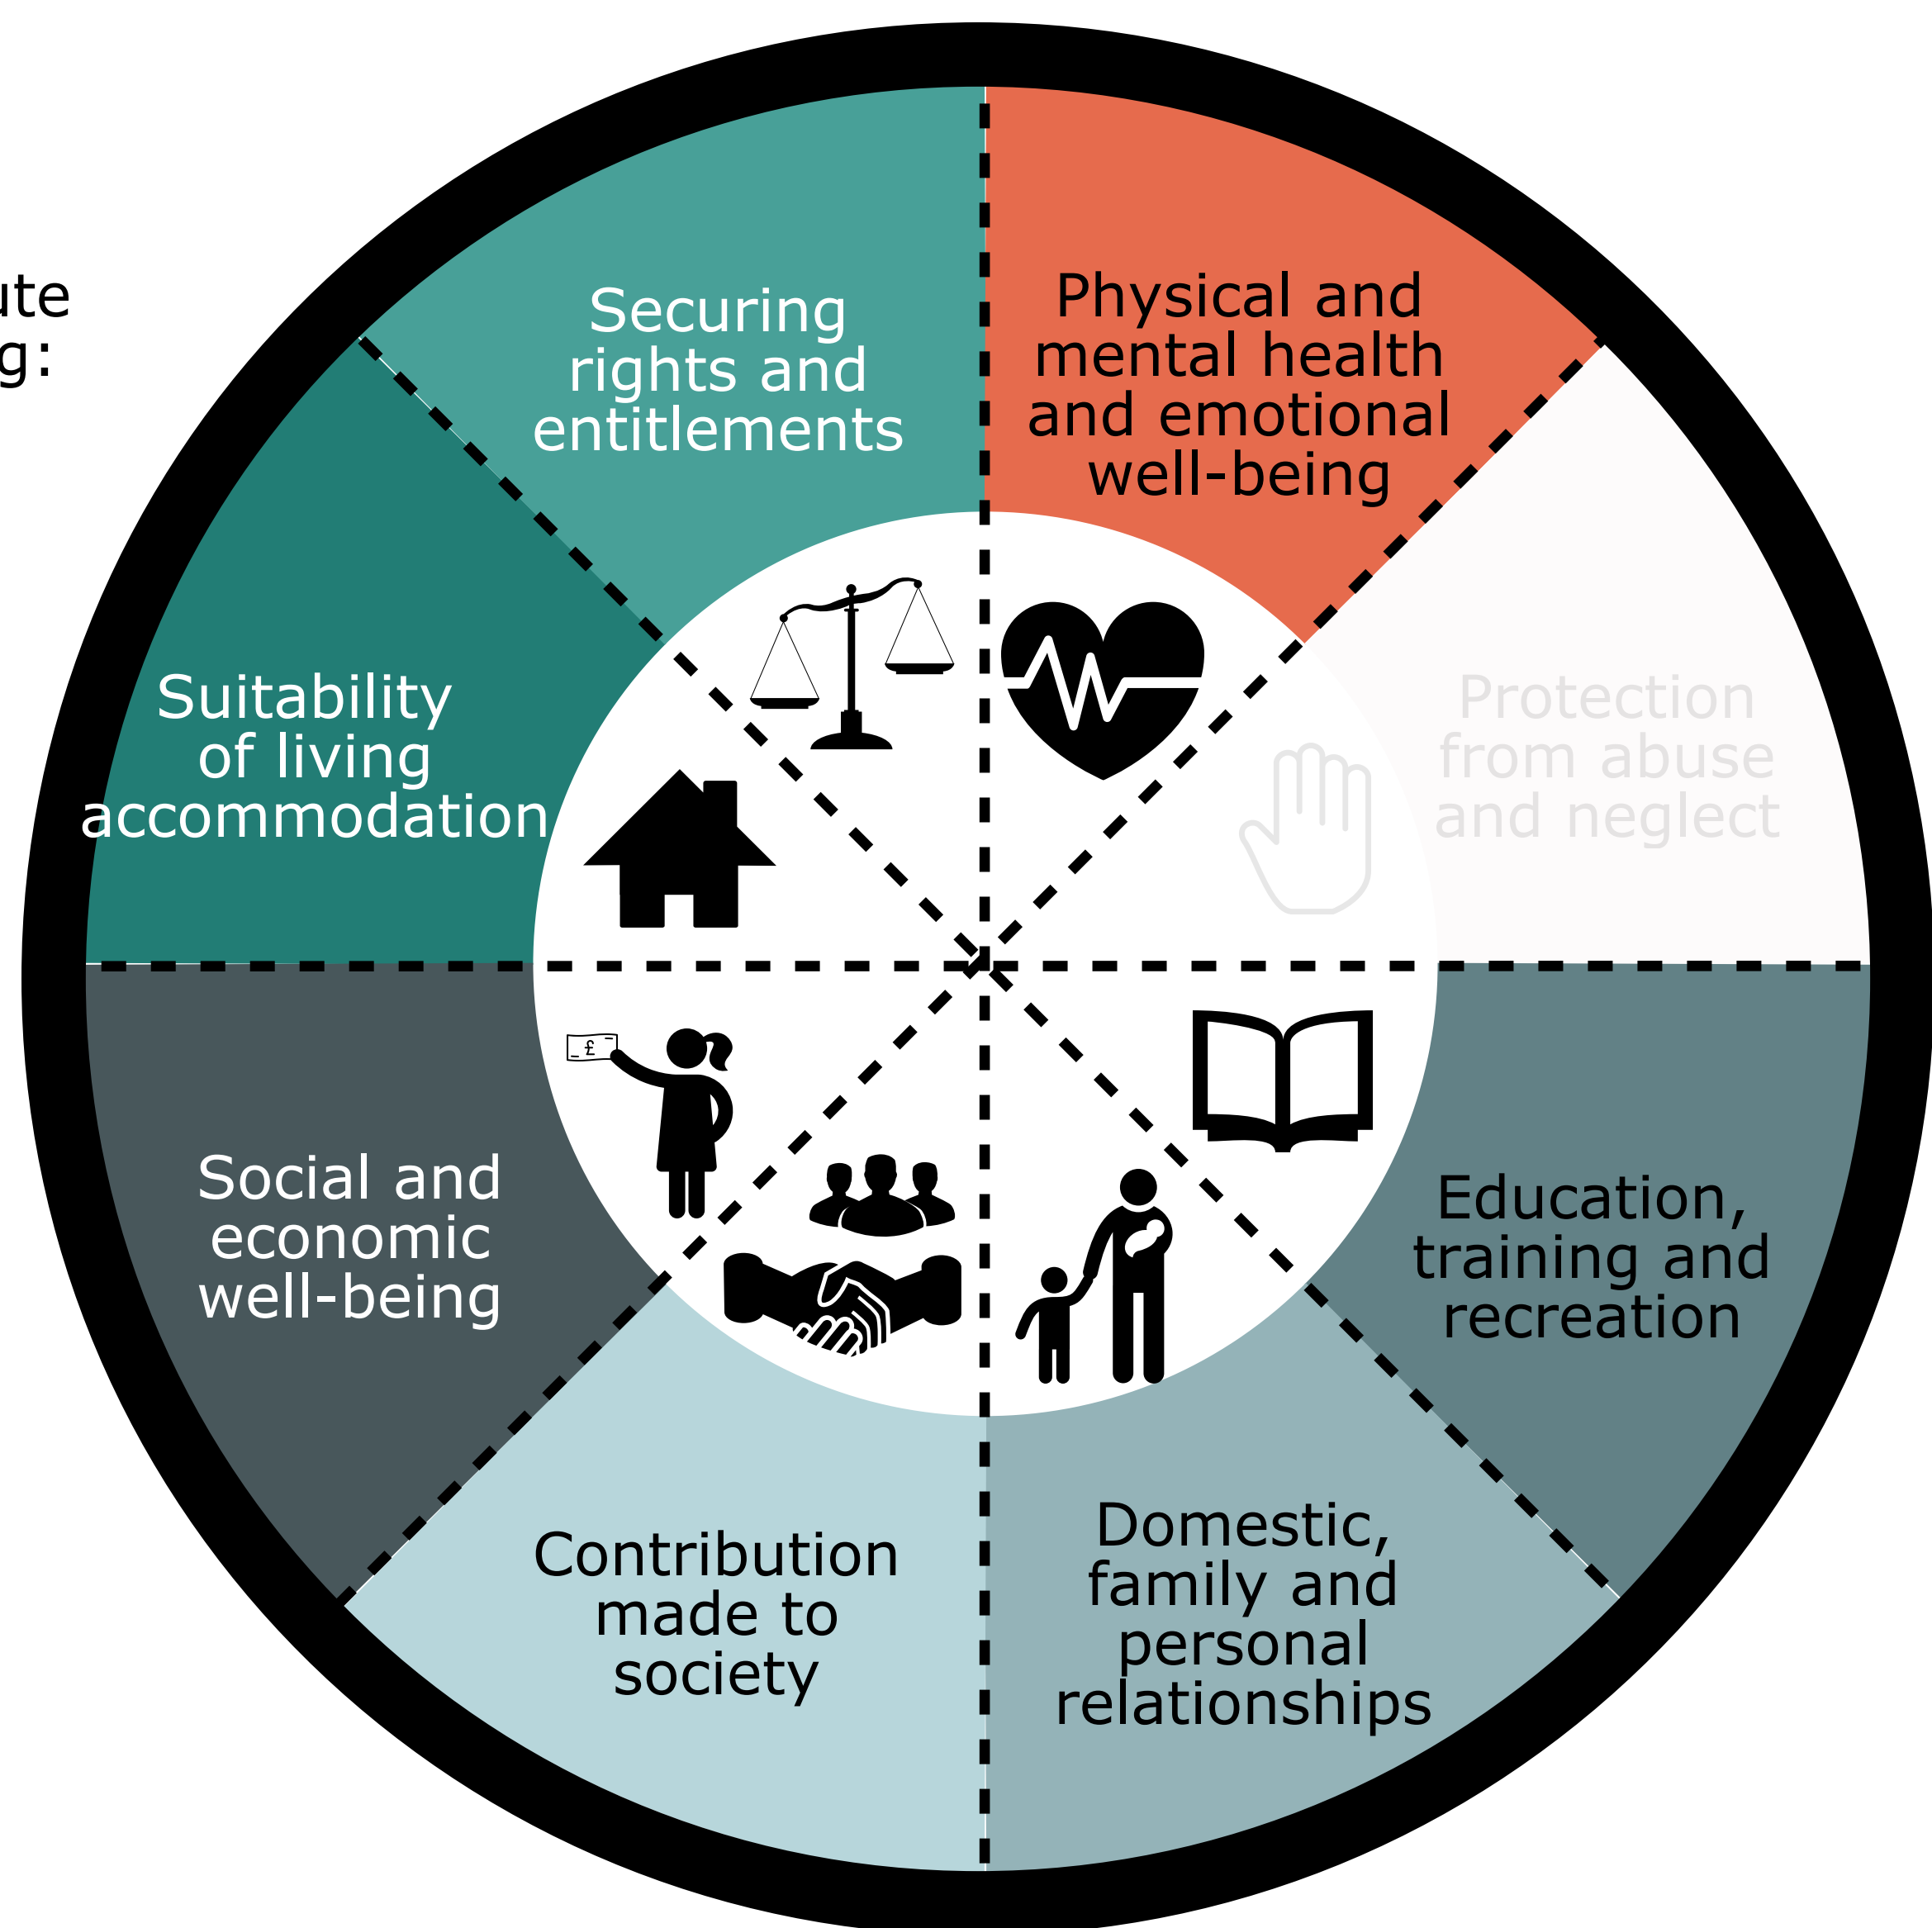 g:
Securing
rights and
entitlements
Physical and
mental health
and emotional
well-being
Protection
from abuse
and neglect
Education,
training and
recreation
Domestic,
family and
personal
relationships
Contribution
made to
society
Social and
economic
well-being
Suitability
of living
accommodation
£